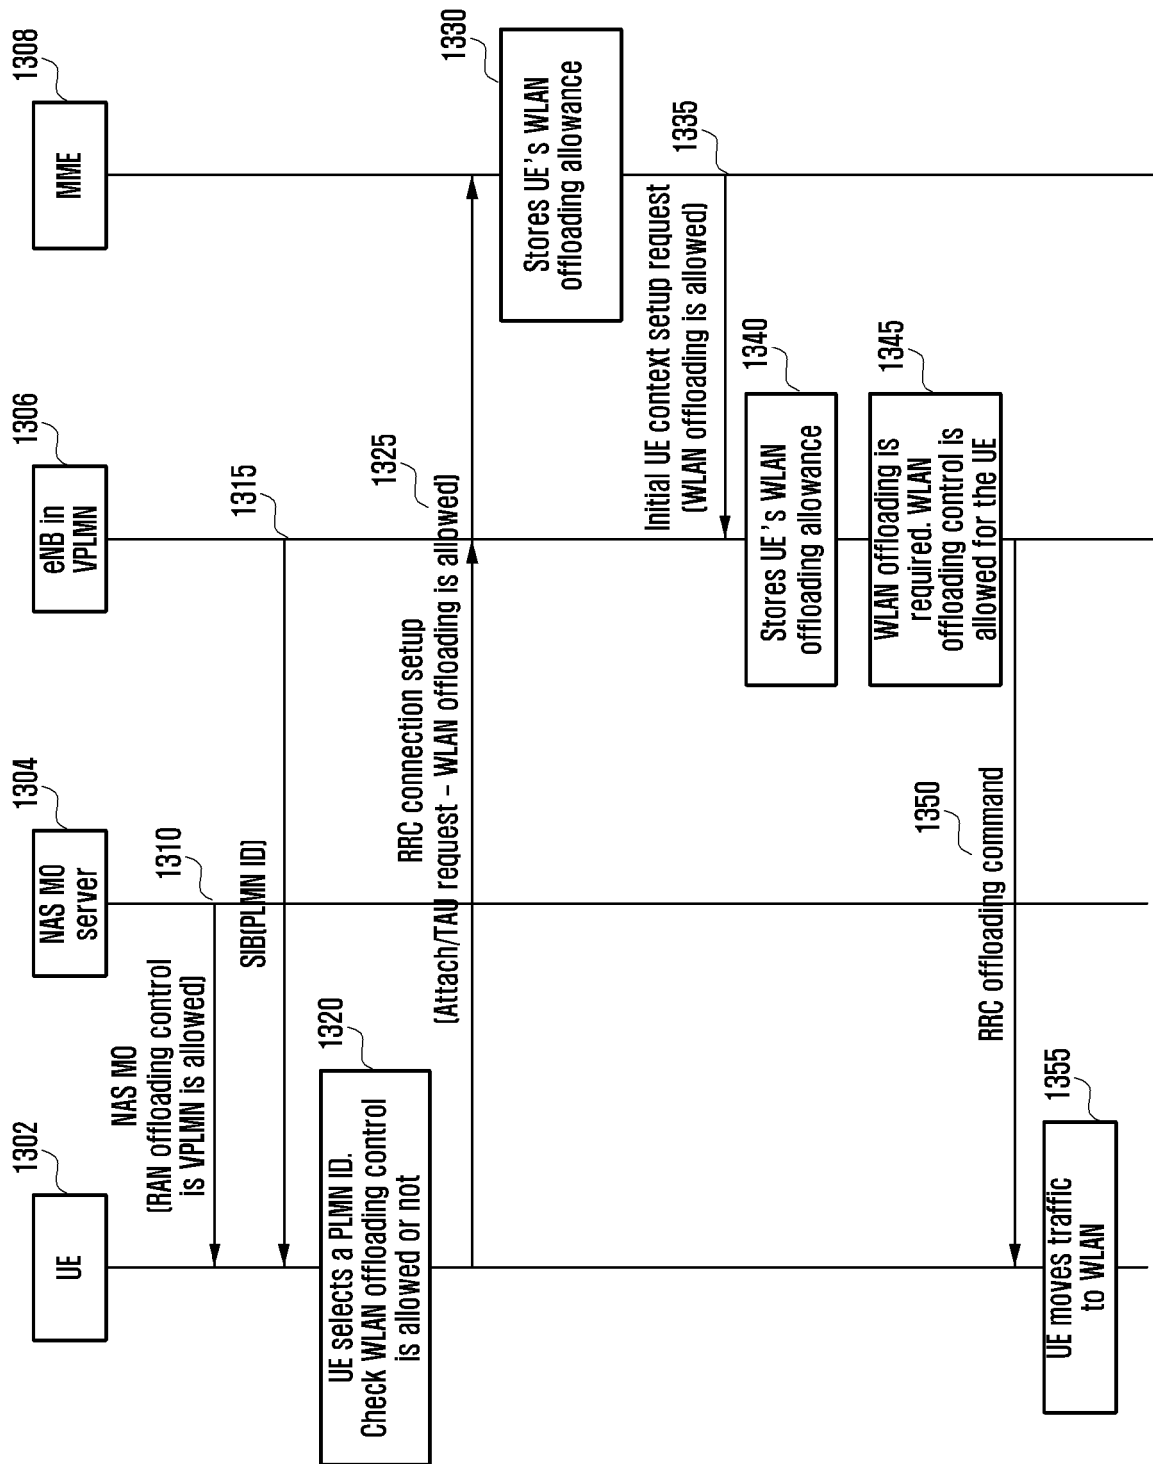 UE
1302
NAS MO
server
1304
eNB in
VPLMN
1306
MME
1308
NAS MO
(RAN offloading control
is VPLMN is allowed)
1310
SIB(PLMN ID)
1315
UE selects a PLMN ID.
Check WLAN offloading control
is allowed or not
1320
RRC connection setup
(Attach/TAU request - WLAN offloading is allowed)
1325
Stores UE's WLAN
offloading allowance
1330
Initial UE context setup request
(WLAN offloading is allowed)
1335
Stores UE's WLAN
offloading allowance
1340
WLAN offloading is
required. WLAN
offloading control is
allowed for the UE
1345
RRC offloading command
1350
UE moves traffic
to WLAN
1355